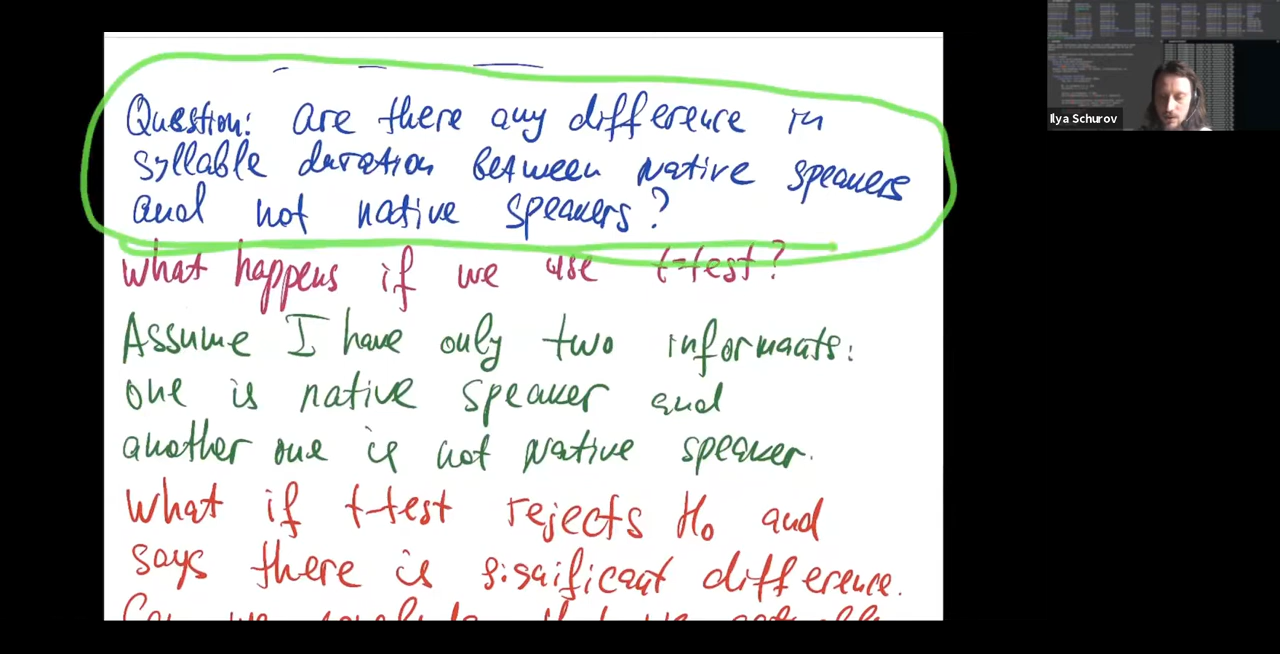 Question: are there any difference in
syllable duration between native speakers
and not native speakers?
What happens if we use t-test?
Assume I have only two informants:
one is native speaker and
another one is not native speaker.
What if t-test rejects H₀ and
says there is significant difference.
Ilya Schurov